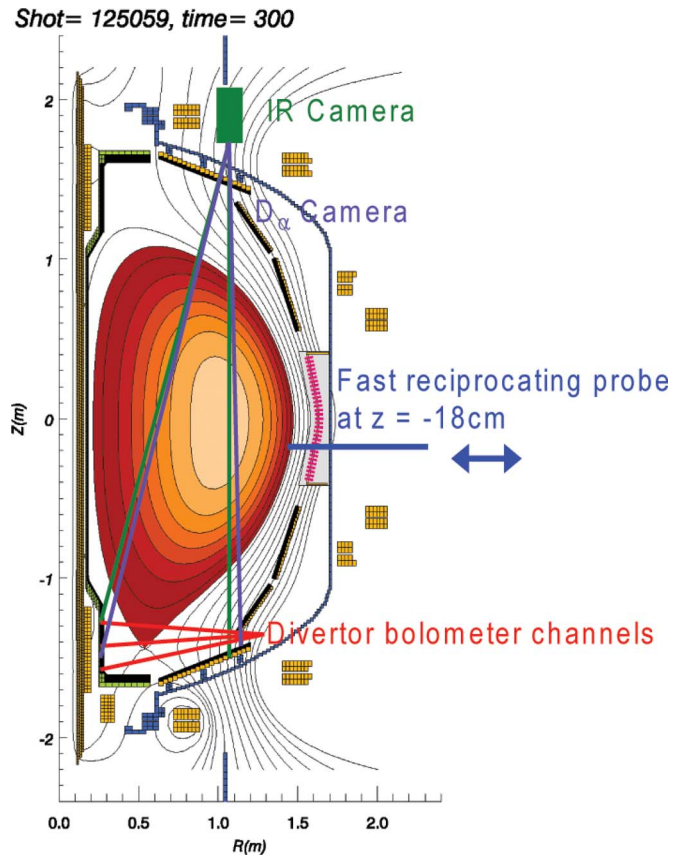 Shot= 125059, time= 300
2
IR Camera
Dα Camera
1
Z(m)
0
Fast reciprocating probe
at z = -18cm
-1
Divertor bolometer channels
-2
0.0 0.5 1.0 1.5 2.0
R(m)